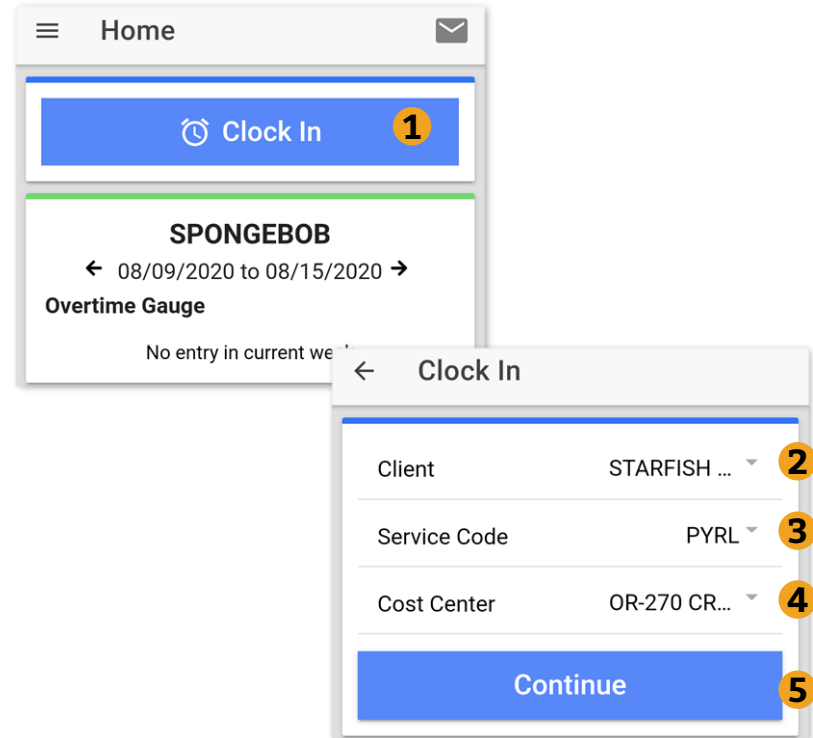 Home
Clock In 1
SPONGEBOB
08/09/2020 to 08/15/2020
Overtime Gauge
No entry in current
Clock In
Client STARFISH ... 2
Service Code PYRL 3
Cost Center OR-270 CR... 4
Continue 5